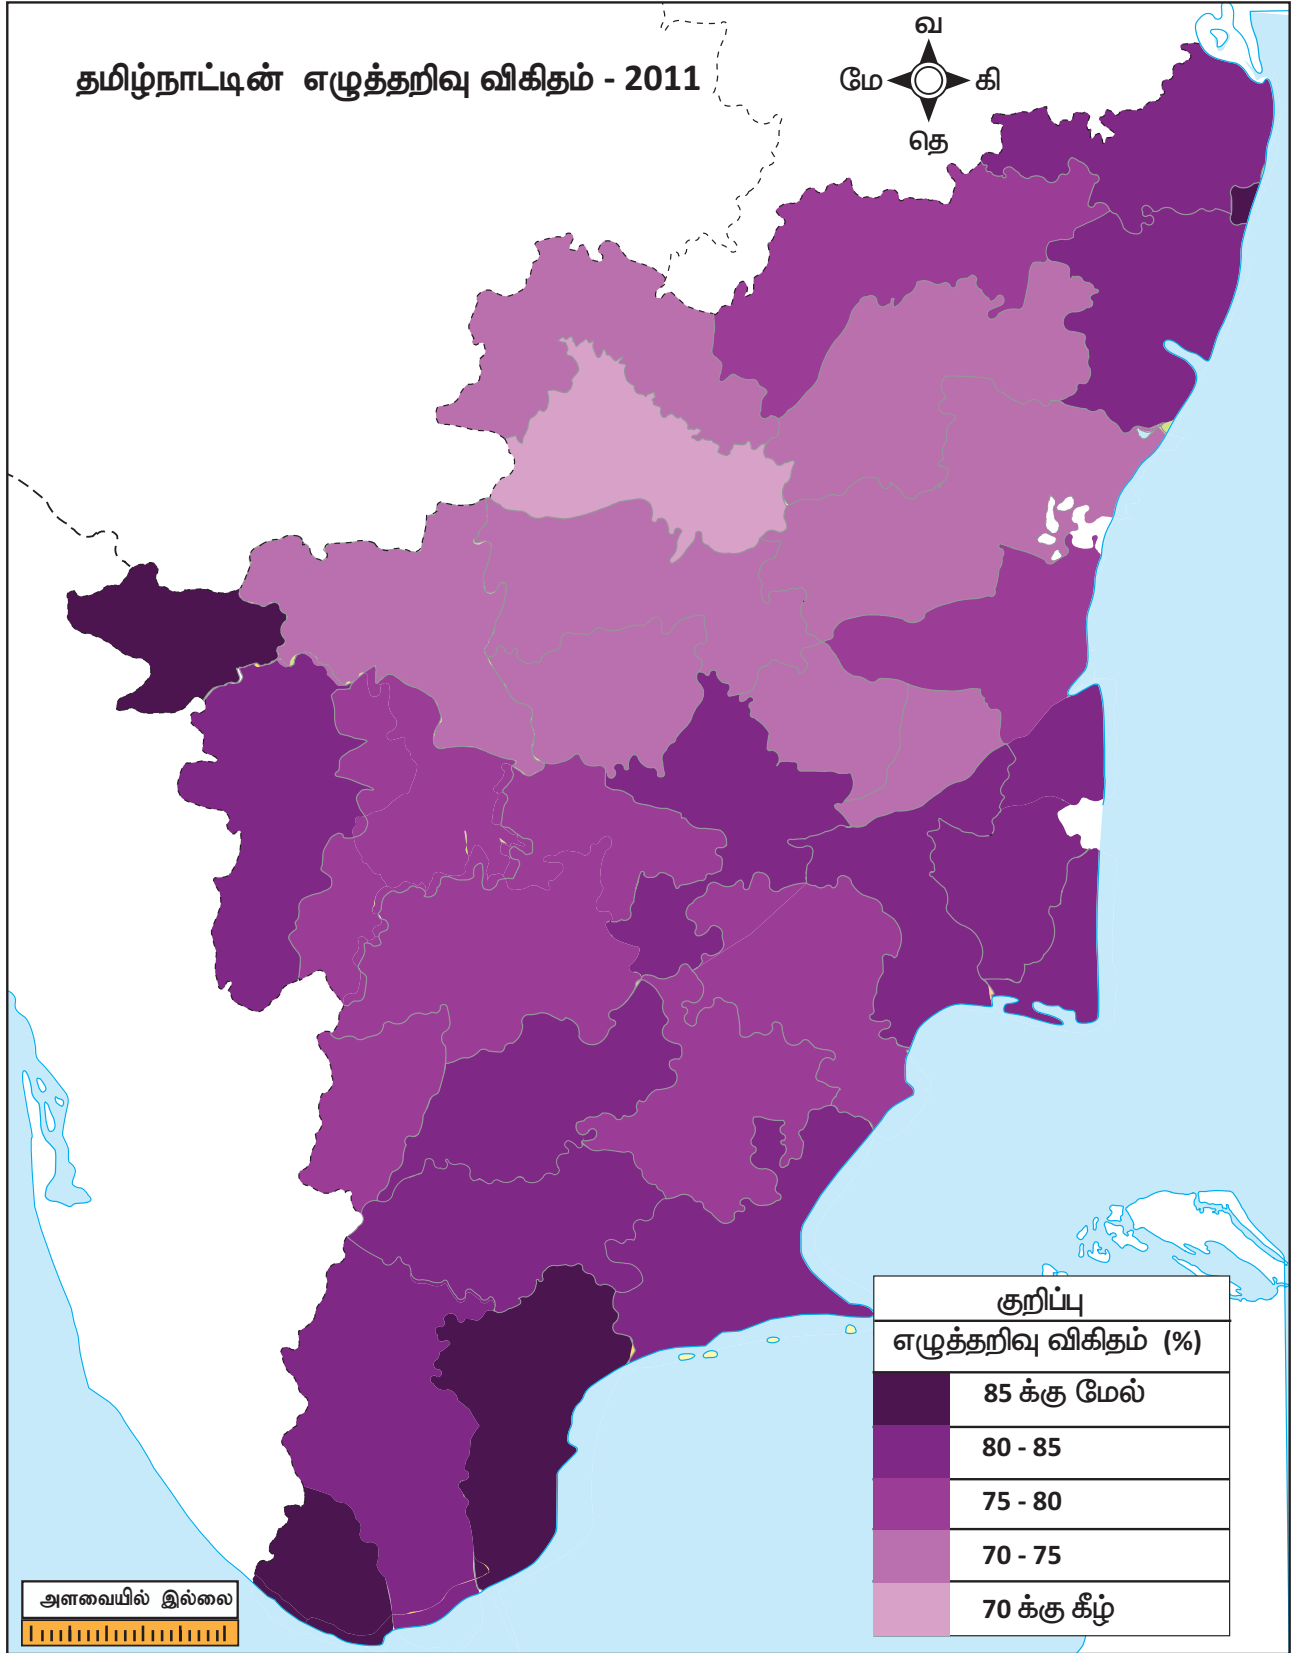 தமிழ்நாட்டின் எழுத்தறிவு விகிதம் - 2011
வ
மே கி
தெ
குறிப்பு
எழுத்தறிவு விகிதம் (%)
85 க்கு மேல்
80 - 85
75 - 80
70 - 75
70 க்கு கீழ்
அளவையில் இல்லை